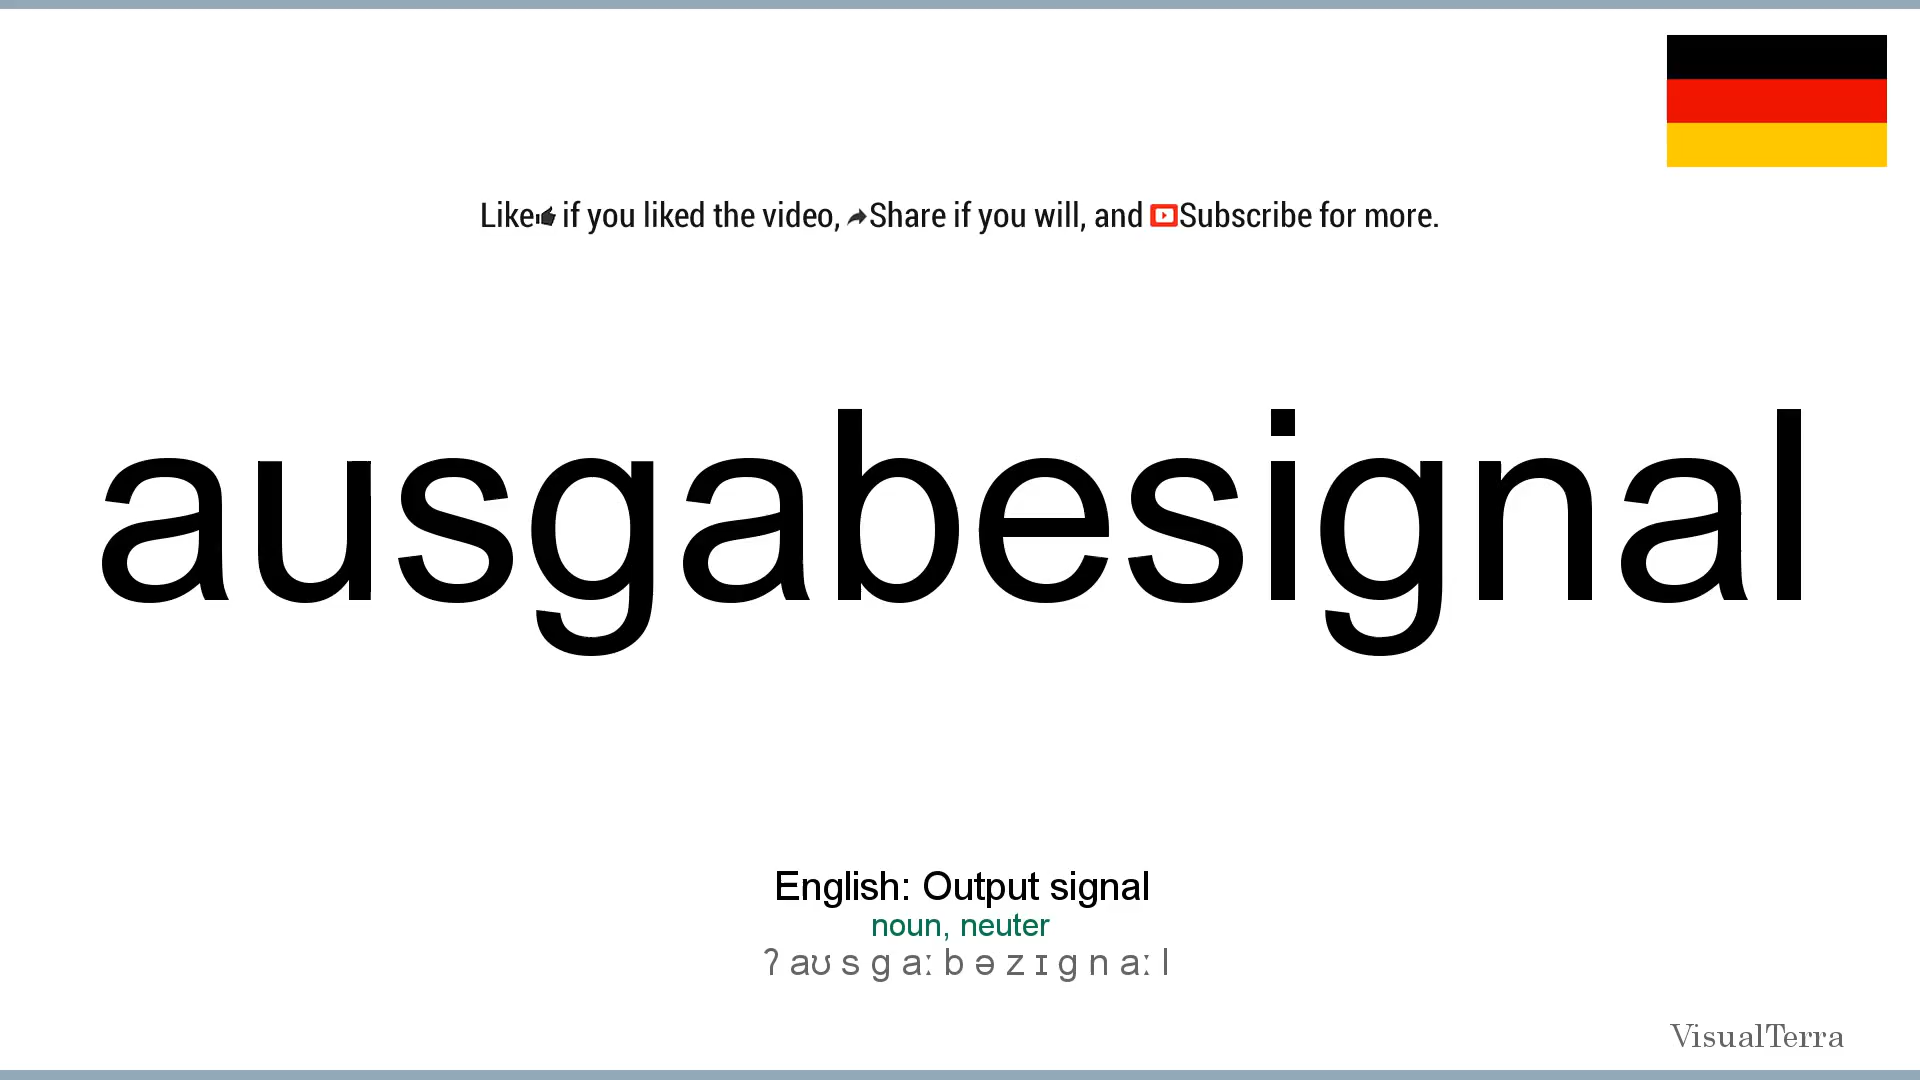 Like if you liked the video, Share if you will, and Subscribe for more.
ausgabesignal
English: Output signal
noun, neuter
ʔ aʊ s g aː b ə z ɪ g n aː l
VisualTerra